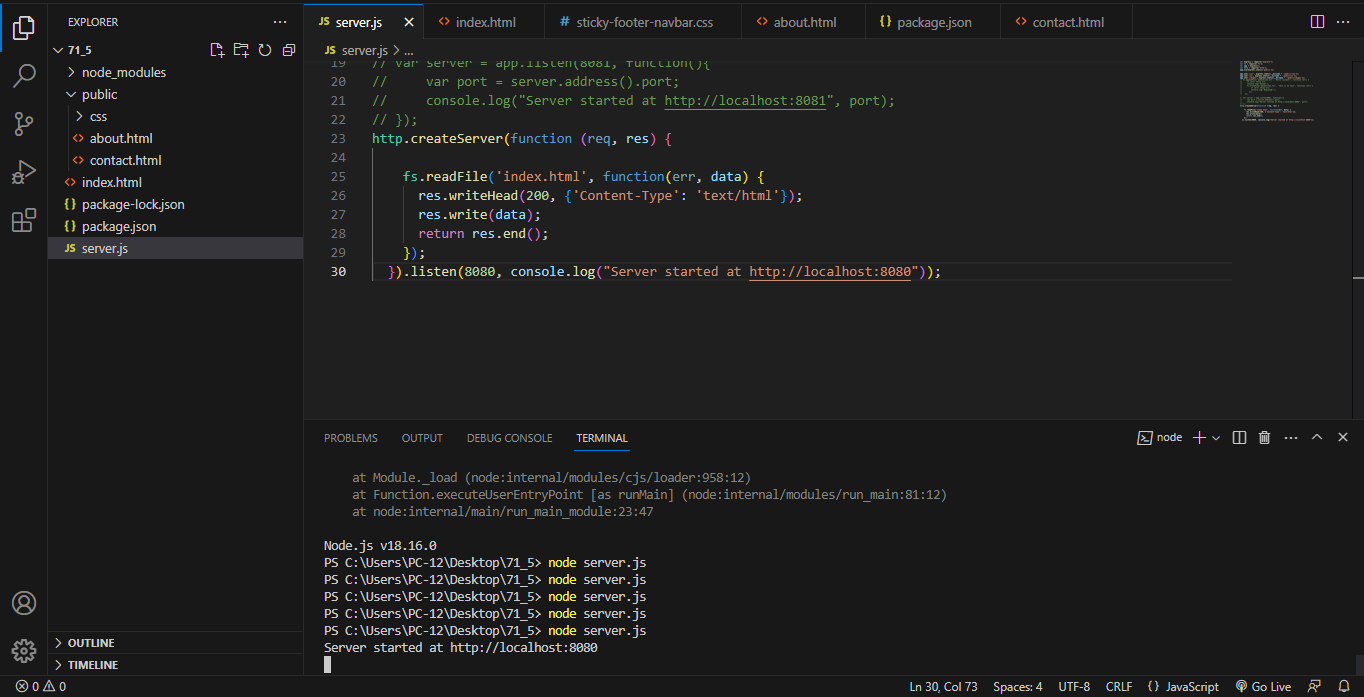 EXPLORER
71_5
node_modules
public
css
about.html
contact.html
index.html
package-lock.json
package.json
JS server.js
OUTLINE
TIMELINE
JS server.js
index.html
# sticky-footer-navbar.css
about.html
{} package.json
contact.html
JS server.js > ...
19 // var server = app.listen(8081, function(){
20 //     var port = server.address().port;
21 //     console.log("Server started at http://localhost:8081", port);
22 // });
23 http.createServer(function (req, res) {
24
25     fs.readFile('index.html', function(err, data) {
26       res.writeHead(200, {'Content-Type': 'text/html'});
27       res.write(data);
28       return res.end();
29     });
30   }).listen(8080, console.log("Server started at http://localhost:8080"));
PROBLEMS OUTPUT DEBUG CONSOLE TERMINAL
node
at Module._load (node:internal/modules/cjs/loader:958:12)
at Function.executeUserEntryPoint [as runMain] (node:internal/modules/run_main:81:12)
at node:internal/main/run_main_module:23:47
Node.js v18.16.0
PS C:\Users\PC-12\Desktop\71_5> node server.js
PS C:\Users\PC-12\Desktop\71_5> node server.js
PS C:\Users\PC-12\Desktop\71_5> node server.js
PS C:\Users\PC-12\Desktop\71_5> node server.js
PS C:\Users\PC-12\Desktop\71_5> node server.js
Server started at http://localhost:8080
0 0 Ln 30, Col 73 Spaces: 4 UTF-8 CRLF {} JavaScript Go Live